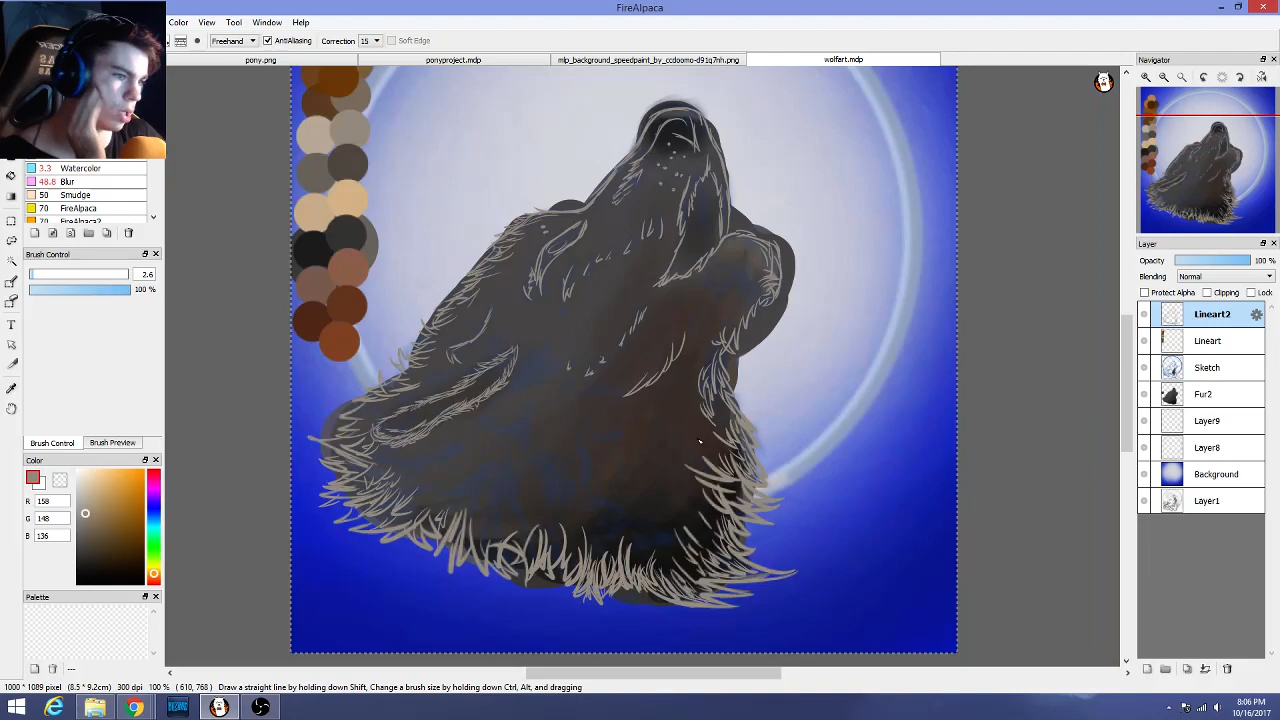 FireAlpaca
Color View Tool Window Help
Freehand AntiAliasing Correction 15 Soft Edge
pony.png ponyproject.mdp mlp_background_speedpaint_by_ccdoomo-d91q7hh.png wolfart.mdp
Navigator
3.3 Watercolor
48.8 Blur
50 Smudge
70 FireAlpaca
70 FireAlpaca2
Brush Control
2.6
100 %
Brush Control Brush Preview
Color
R 158
G 148
B 136
Palette
---
Layer
Opacity 100 %
Blending Normal
Protect Alpha Clipping Lock
Lineart2
Lineart
Sketch
Fur2
Layer9
Layer8
Background
Layer1
1000 * 1089 pixel (8.5 * 9.2cm) 300 dpi 100 % ( 610, 768 ) Draw a straight line by holding down Shift, Change a brush size by holding down Ctrl, Alt, and dragging
8:06 PM
10/16/2017